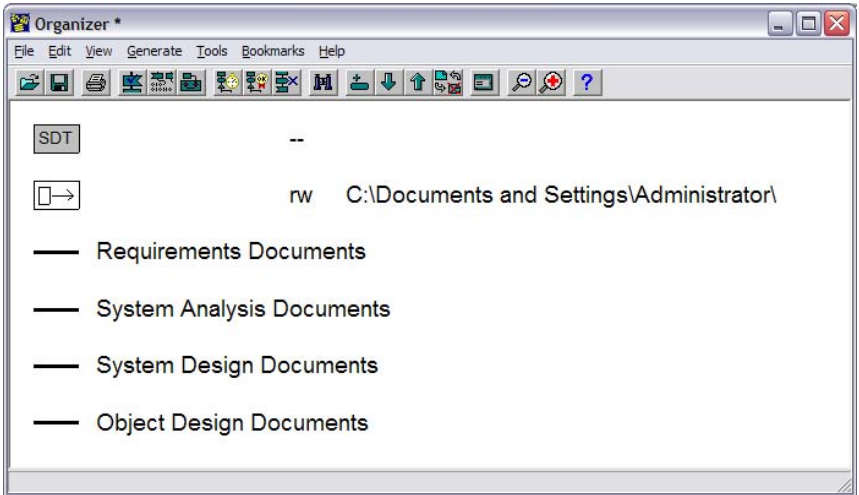 Organizer *
File Edit View Generate Tools Bookmarks Help
SDT --
rw C:\Documents and Settings\Administrator\
Requirements Documents
System Analysis Documents
System Design Documents
Object Design Documents